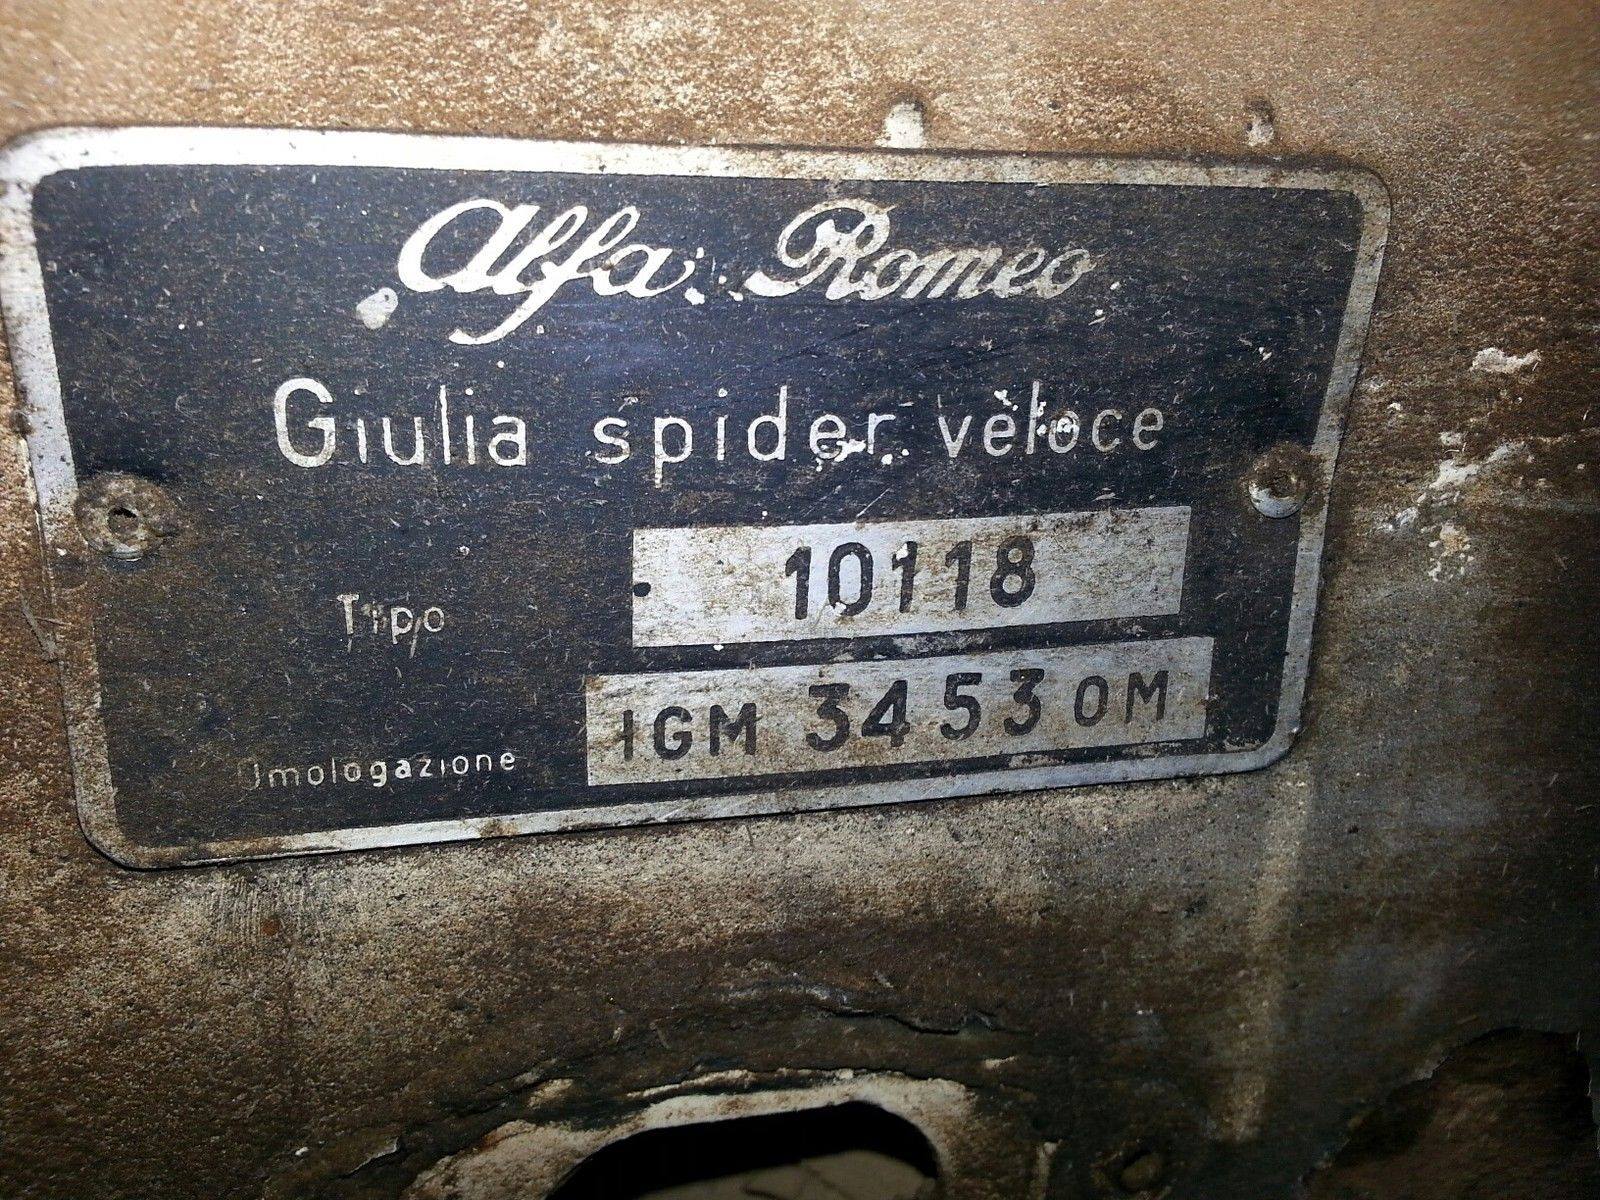 Alfa Romeo
Giulia spider veloce
Tipo 10118
Omologazione IGM 34530M